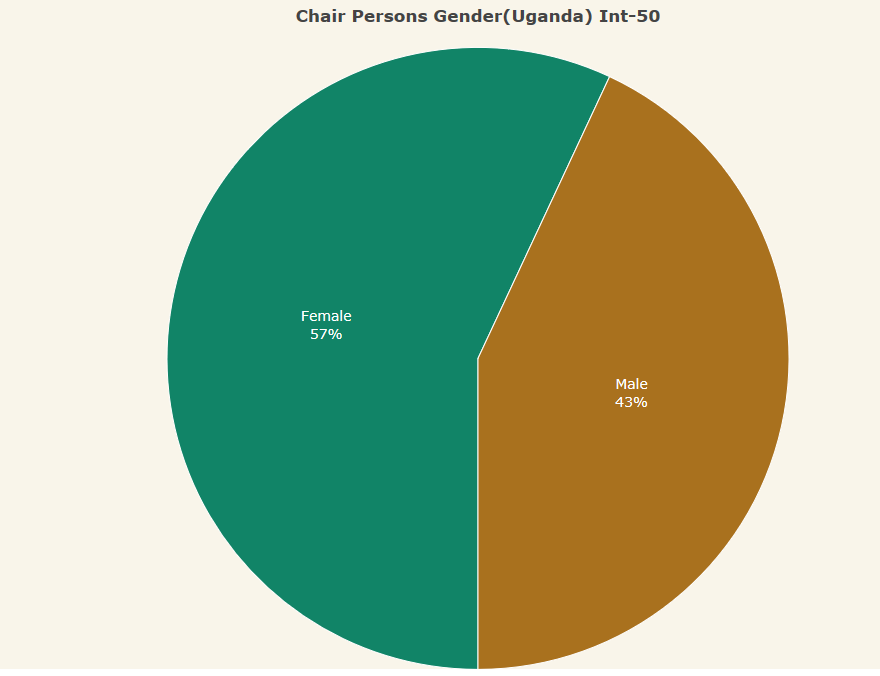 Chair Persons Gender(Uganda) Int-50
Female
57%
Male
43%